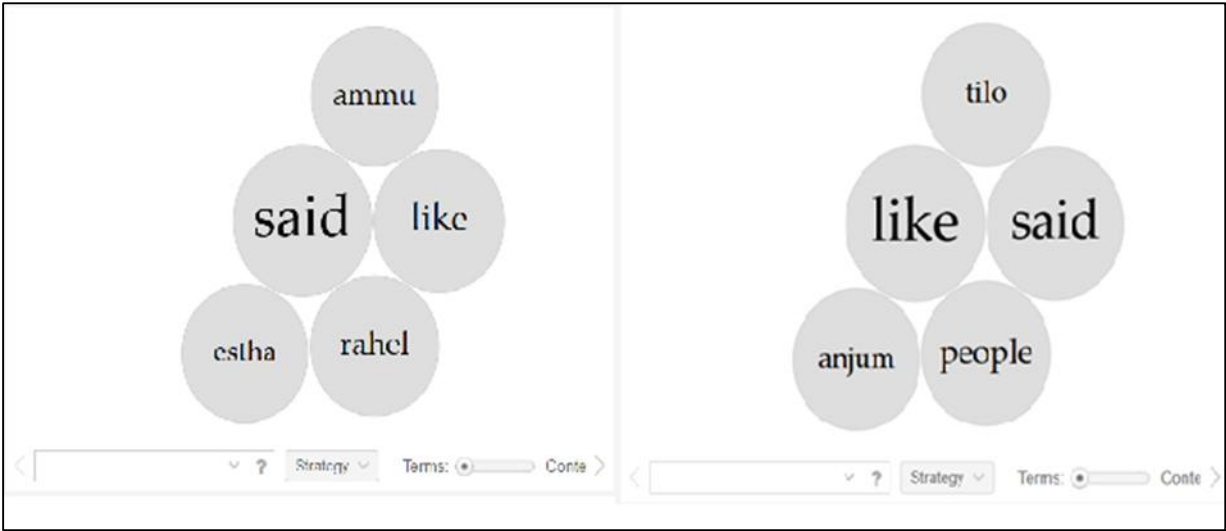 ammu
said
like
estha
rahel
? Strategy Terms: Conte
tilo
like
said
anjum
people
? Strategy Terms: Conte